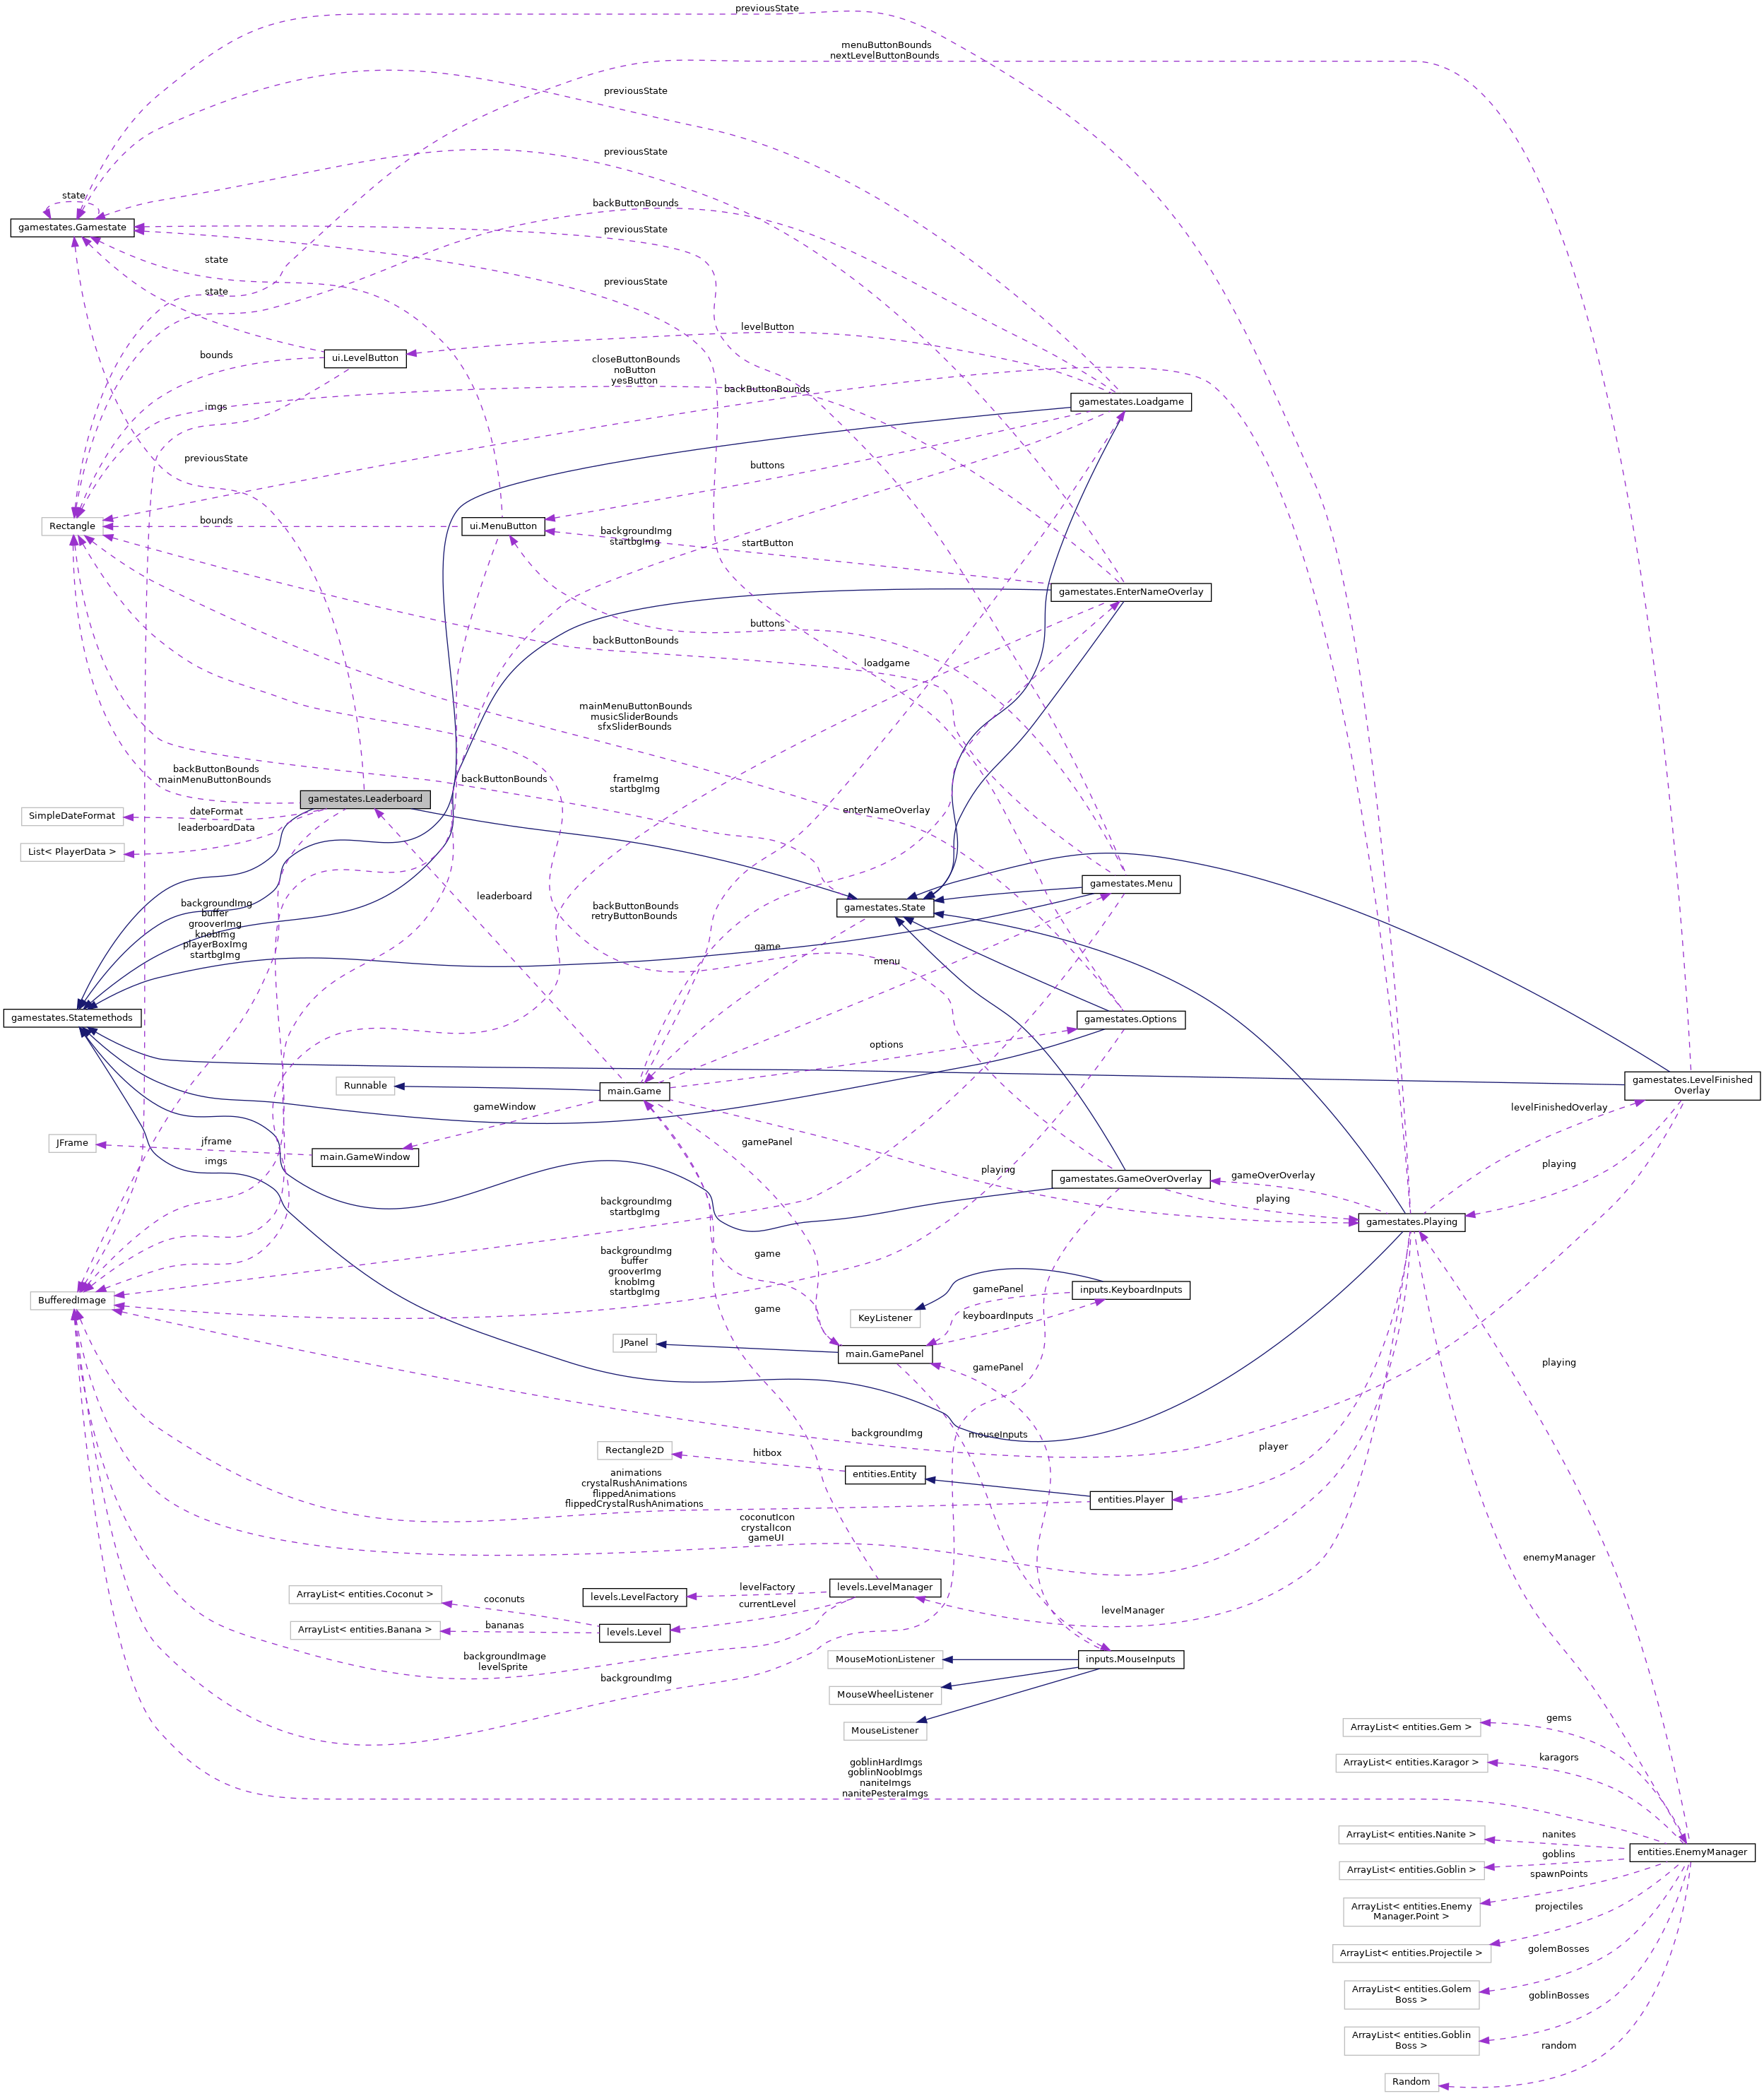 previousState
menuButtonBounds
nextLevelButtonBounds
previousState
previousState
state
backButtonBounds
gamestates.Gamestate
previousState
state
previousState
state
levelButton
ui.LevelButton
bounds
closeButtonBounds
noButton
yesButton
backButtonBounds
gamestates.Loadgame
imgs
previousState
buttons
Rectangle
bounds
ui.MenuButton
backgroundImg
startbgImg
startButton
gamestates.EnterNameOverlay
buttons
backButtonBounds
loadgame
mainMenuButtonBounds
musicSliderBounds
sfxSliderBounds
backButtonBounds
mainMenuButtonBounds
backButtonBounds
frameImg
startbgImg
gamestates.Leaderboard
SimpleDateFormat
dateFormat
enterNameOverlay
leaderboardData
List< PlayerData >
gamestates.Menu
leaderboard
backgroundImg
buffer
grooverImg
knobImg
playerBoxImg
startbgImg
backButtonBounds
retryButtonBounds
gamestates.State
game
menu
gamestates.Statemethods
gamestates.Options
options
Runnable
main.Game
gamestates.LevelFinished
Overlay
gameWindow
levelFinishedOverlay
JFrame
jframe
gamePanel
main.GameWindow
imgs
playing
gameOverOverlay
playing
gamestates.GameOverOverlay
playing
backgroundImg
startbgImg
gamestates.Playing
game
backgroundImg
buffer
grooverImg
knobImg
startbgImg
gamePanel
inputs.KeyboardInputs
BufferedImage
game
KeyListener
keyboardInputs
JPanel
main.GamePanel
gamePanel
playing
backgroundImg
mouseInputs
player
Rectangle2D
hitbox
entities.Entity
animations
crystalRushAnimations
flippedAnimations
flippedCrystalRushAnimations
entities.Player
coconutIcon
crystalIcon
gameUI
enemyManager
ArrayList< entities.Coconut >
coconuts
levels.LevelFactory
levelFactory
levels.LevelManager
currentLevel
levelManager
ArrayList< entities.Banana >
bananas
levels.Level
backgroundImage
levelSprite
MouseMotionListener
inputs.MouseInputs
backgroundImg
MouseWheelListener
MouseListener
gems
ArrayList< entities.Gem >
karagors
ArrayList< entities.Karagor >
goblinHardImgs
goblinNoobImgs
naniteImgs
nanitePesteraImgs
ArrayList< entities.Nanite >
nanites
entities.EnemyManager
goblins
ArrayList< entities.Goblin >
spawnPoints
ArrayList< entities.Enemy
Manager.Point >
projectiles
ArrayList< entities.Projectile >
golemBosses
ArrayList< entities.Golem
Boss >
goblinBosses
ArrayList< entities.Goblin
Boss >
random
Random